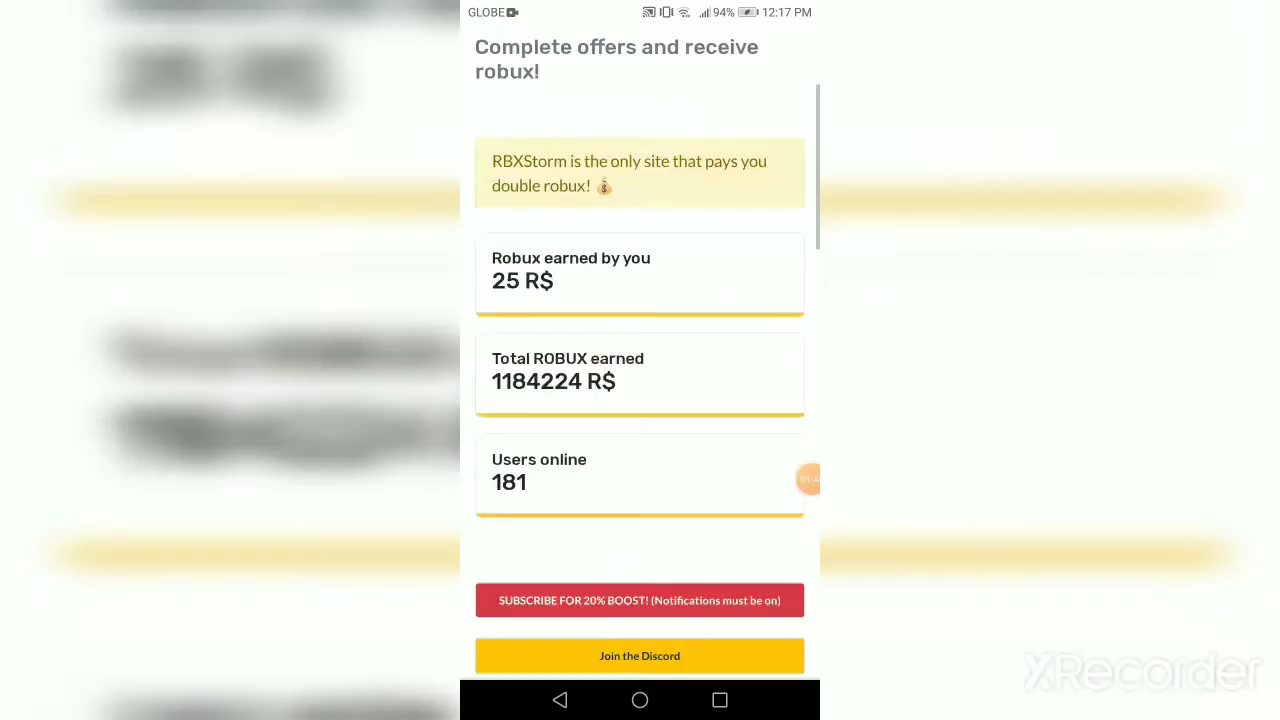 GLOBE
94% 12:17 PM
Complete offers and receive
robux!
RBXStorm is the only site that pays you
double robux! 💰
Robux earned by you
25 R$
Total ROBUX earned
1184224 R$
Users online
181
SUBSCRIBE FOR 20% BOOST! (Notifications must be on)
Join the Discord
XRecorder